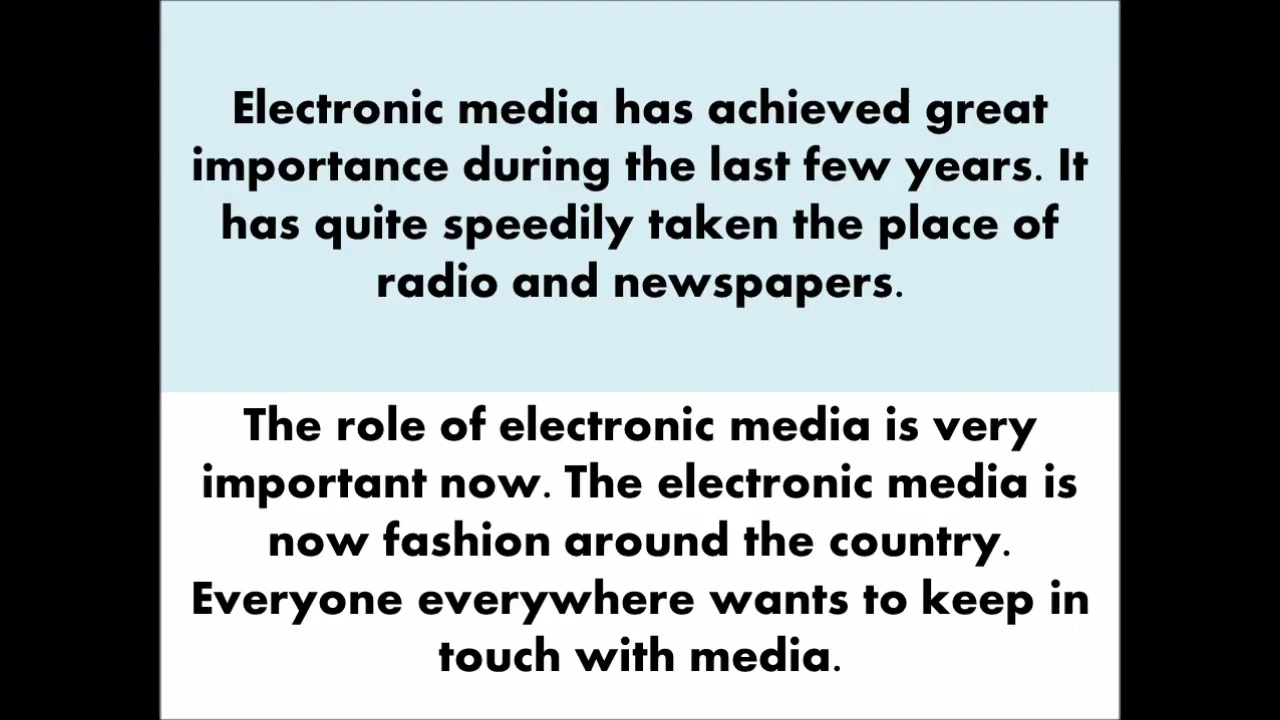 Electronic media has achieved great
importance during the last few years. It
has quite speedily taken the place of
radio and newspapers.
The role of electronic media is very
important now. The electronic media is
now fashion around the country.
Everyone everywhere wants to keep in
touch with media.